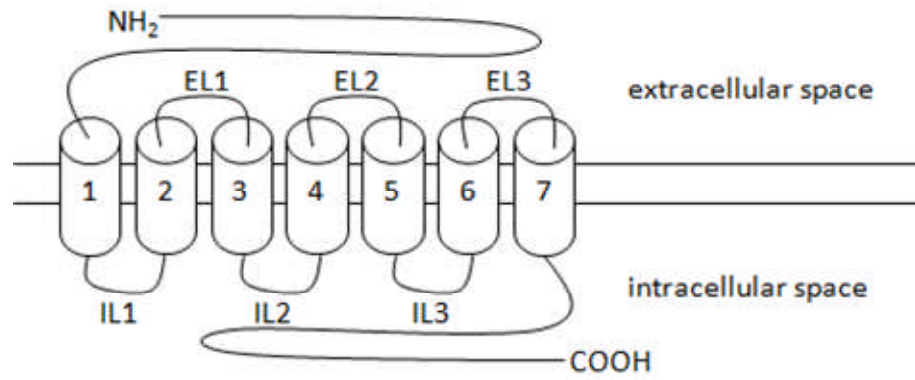 NH₂
EL1 EL2 EL3
extracellular space
1 2 3 4 5 6 7
intracellular space
IL1 IL2 IL3
COOH